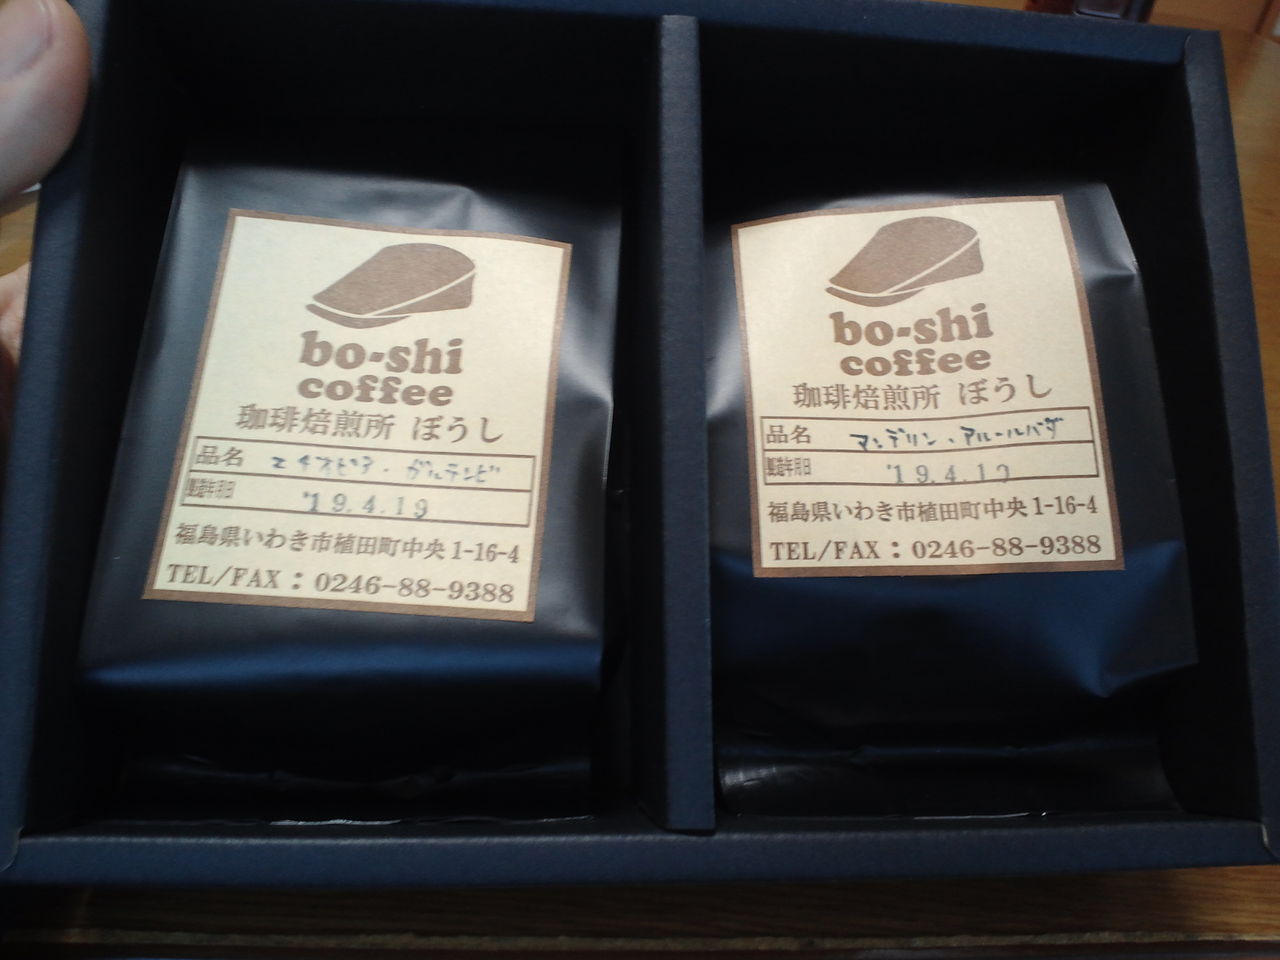 bo-shi
coffee
珈琲焙煎所 ぼうし
品名 エチオピア・ガルテンビ
製造年月日 '19.4.19
福島県いわき市植田町中央1-16-4
TEL/FAX：0246-88-9388
bo-shi
coffee
珈琲焙煎所 ぼうし
品名 マンデリン・アルールバダ
製造年月日 '19.4.19
福島県いわき市植田町中央1-16-4
TEL/FAX：0246-88-9388